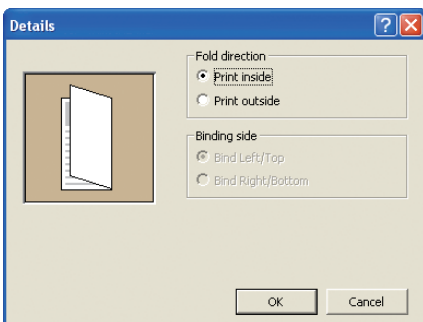 Details
Fold direction
Print inside
Print outside
Binding side
Bind Left/Top
Bind Right/Bottom
OK
Cancel